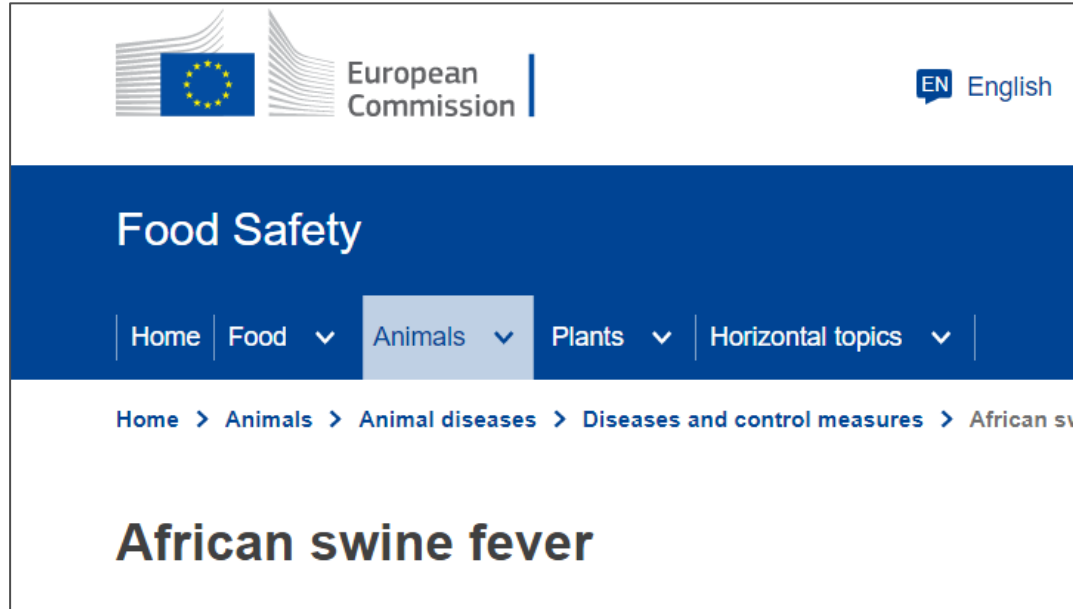 European
Commission
EN English
Food Safety
Home Food Animals Plants Horizontal topics
Home > Animals > Animal diseases > Diseases and control measures > African
African swine fever